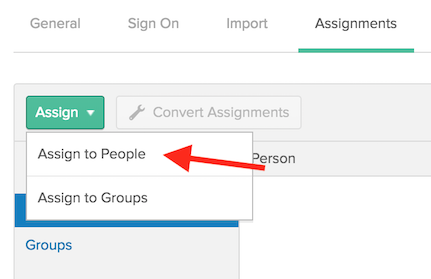 General Sign On Import Assignments
Assign Convert Assignments
Assign to People
Person
Assign to Groups
Groups